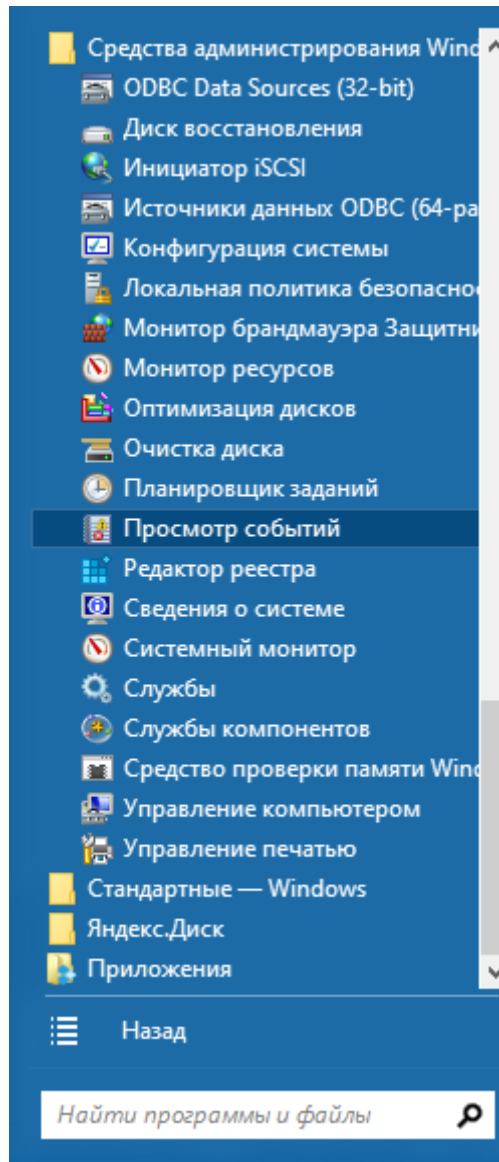 Средства администрирования Wind
ODBC Data Sources (32-bit)
Диск восстановления
Инициатор iSCSI
Источники данных ODBC (64-ра
Конфигурация системы
Локальная политика безопасно
Монитор брандмауэра Защитни
Монитор ресурсов
Оптимизация дисков
Очистка диска
Планировщик заданий
Просмотр событий
Редактор реестра
Сведения о системе
Системный монитор
Службы
Службы компонентов
Средство проверки памяти Wind
Управление компьютером
Управление печатью
Стандартные — Windows
Яндекс.Диск
Приложения
Назад
Найти программы и файлы